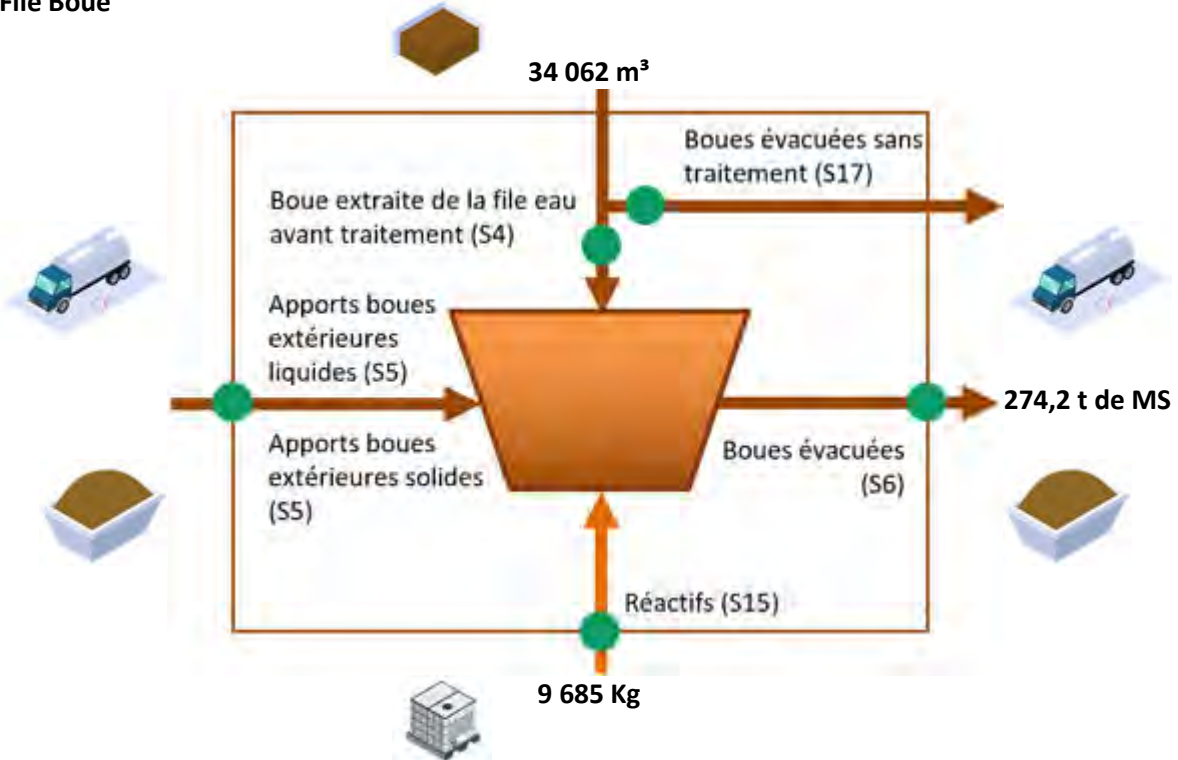 File Boue
34 062 m³
Boues évacuées sans
traitement (S17)
Boue extraite de la file eau
avant traitement (S4)
Apports boues
extérieures
liquides (S5)
274,2 t de MS
Apports boues
extérieures solides
(S5)
Boues évacuées
(S6)
Réactifs (S15)
9 685 Kg